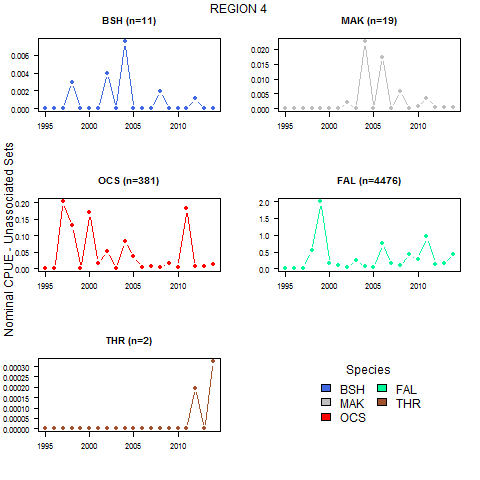 REGION 4
Nominal CPUE - Unassociated Sets
BSH (n=11)
0.006
0.004
0.002
0.000
1995 2000 2005 2010
MAK (n=19)
0.020
0.015
0.010
0.005
0.000
1995 2000 2005 2010
OCS (n=381)
0.20
0.15
0.10
0.05
0.00
1995 2000 2005 2010
FAL (n=4476)
2.0
1.5
1.0
0.5
0.0
1995 2000 2005 2010
THR (n=2)
0.00030
0.00025
0.00020
0.00015
0.00010
0.00005
0.00000
1995 2000 2005 2010
Species
BSH FAL
MAK THR
OCS